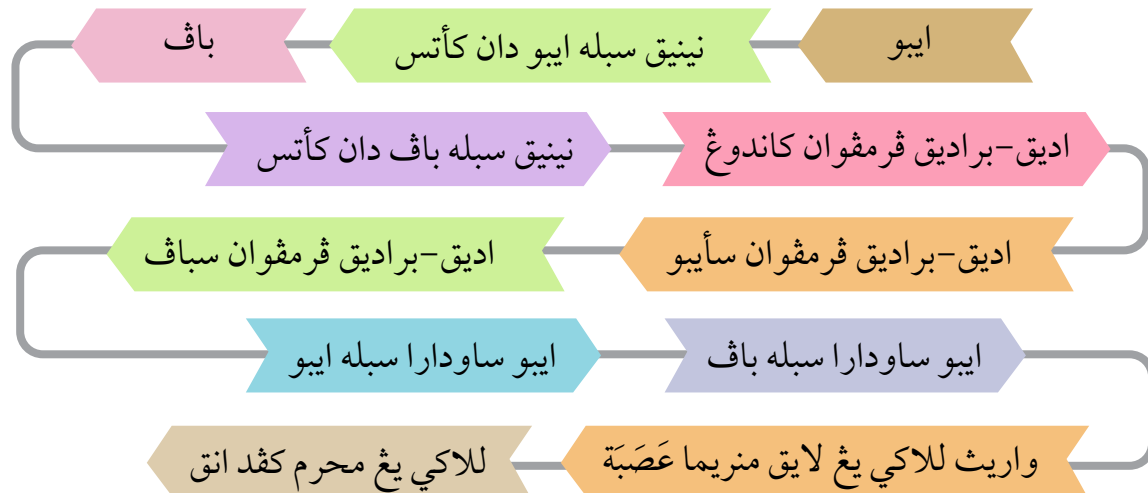 ايبو
نينيق سبله ايبو دان كأتس
باڤ
نينيق سبله باڤ دان كأتس
اديق-براديق ڤرمڤوان كاندوڠ
اديق-براديق ڤرمڤوان سأيبو
اديق-براديق ڤرمڤوان سباڤ
ايبو ساودارا سبله ايبو
ايبو ساودارا سبله باڤ
واريث للاكي يڠ لايق منريما عَصَبَة
للاكي يڠ محرم كڤد انق